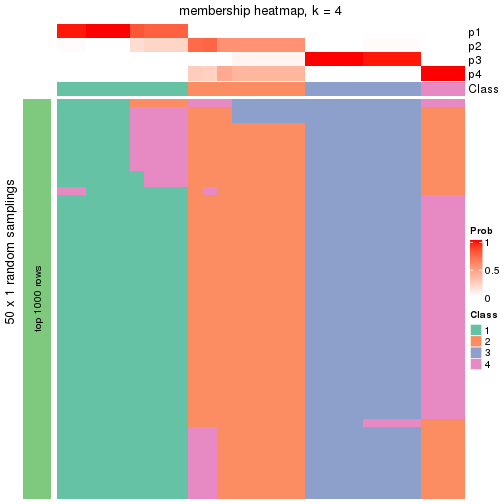 membership heatmap, k = 4
p1
p2
p3
p4
Class
50 x 1 random samplings
top 1000 rows
Prob
1
0.5
0
Class
1
2
3
4